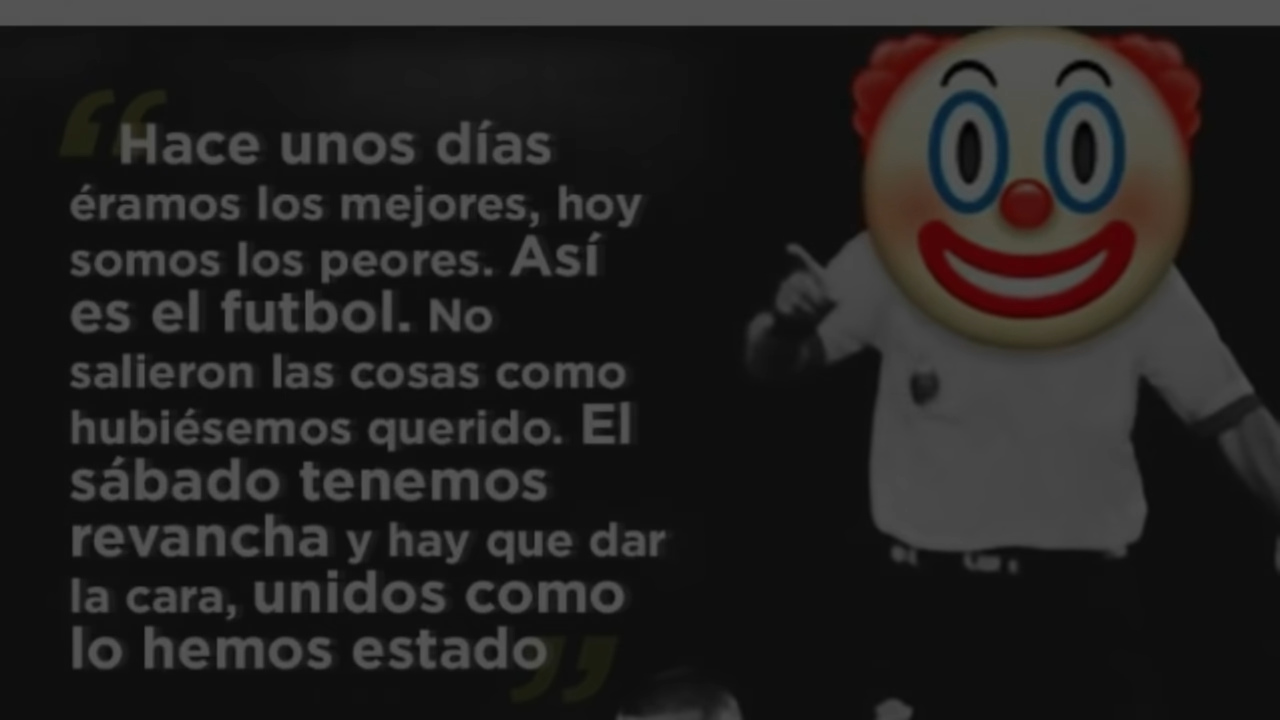 “Hace unos días
éramos los mejores, hoy
somos los peores. Así
es el futbol. No
salieron las cosas como
hubiésemos querido. El
sábado tenemos
revancha y hay que dar
la cara, unidos como
lo hemos estado”